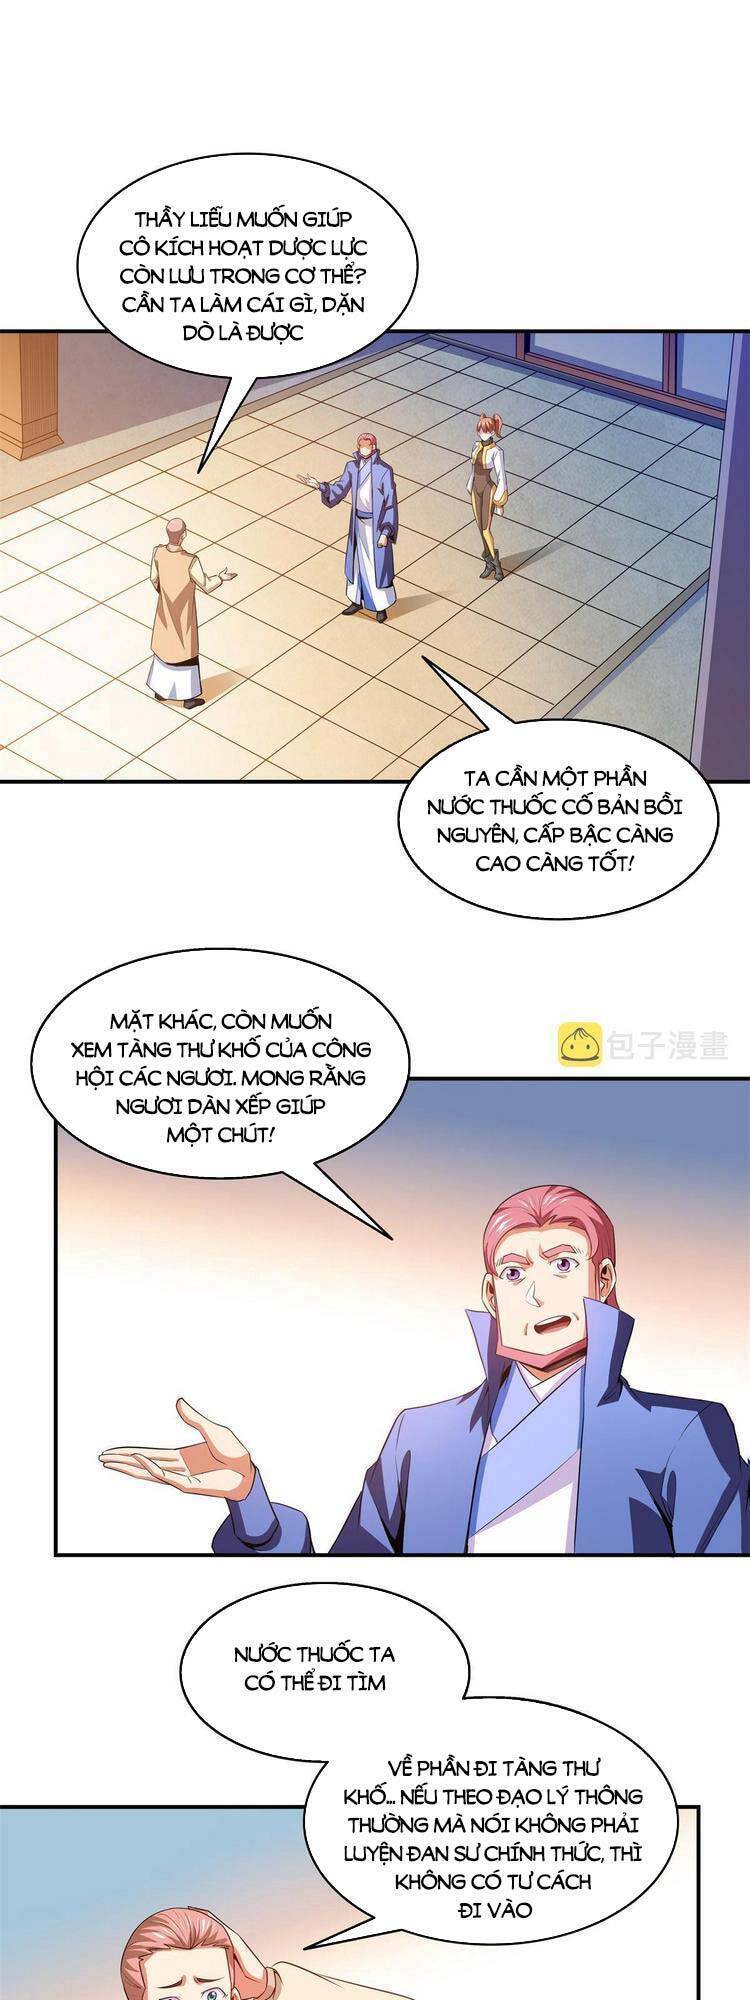 THẦY LIỄU MUỐN GIÚP
CÔ KÍCH HOẠT DƯỢC LỰC
CÒN LƯU TRONG CƠ THỂ?
CẦN TA LÀM CÁI GÌ, DẶN
DÒ LÀ ĐƯỢC
TA CẦN MỘT PHẦN
NƯỚC THUỐC CỐ BẢN BỒI
NGUYÊN, CẤP BẬC CÀNG
CAO CÀNG TỐT!
MẶT KHÁC, CÒN MUỐN
XEM TÀNG THƯ KHỐ CỦA CÔNG
HỘI CÁC NGƯƠI. MONG RẰNG
NGƯƠI DÀN XẾP GIÚP
MỘT CHÚT!
包子漫畫
NƯỚC THUỐC TA
CÓ THỂ ĐI TÌM
VỀ PHẦN ĐI TÀNG THƯ
KHỐ... NẾU THEO ĐẠO LÝ THÔNG
THƯỜNG MÀ NÓI KHÔNG PHẢI
LUYỆN ĐAN SƯ CHÍNH THỨC, THÌ
KHÔNG CÓ TƯ CÁCH
ĐI VÀO